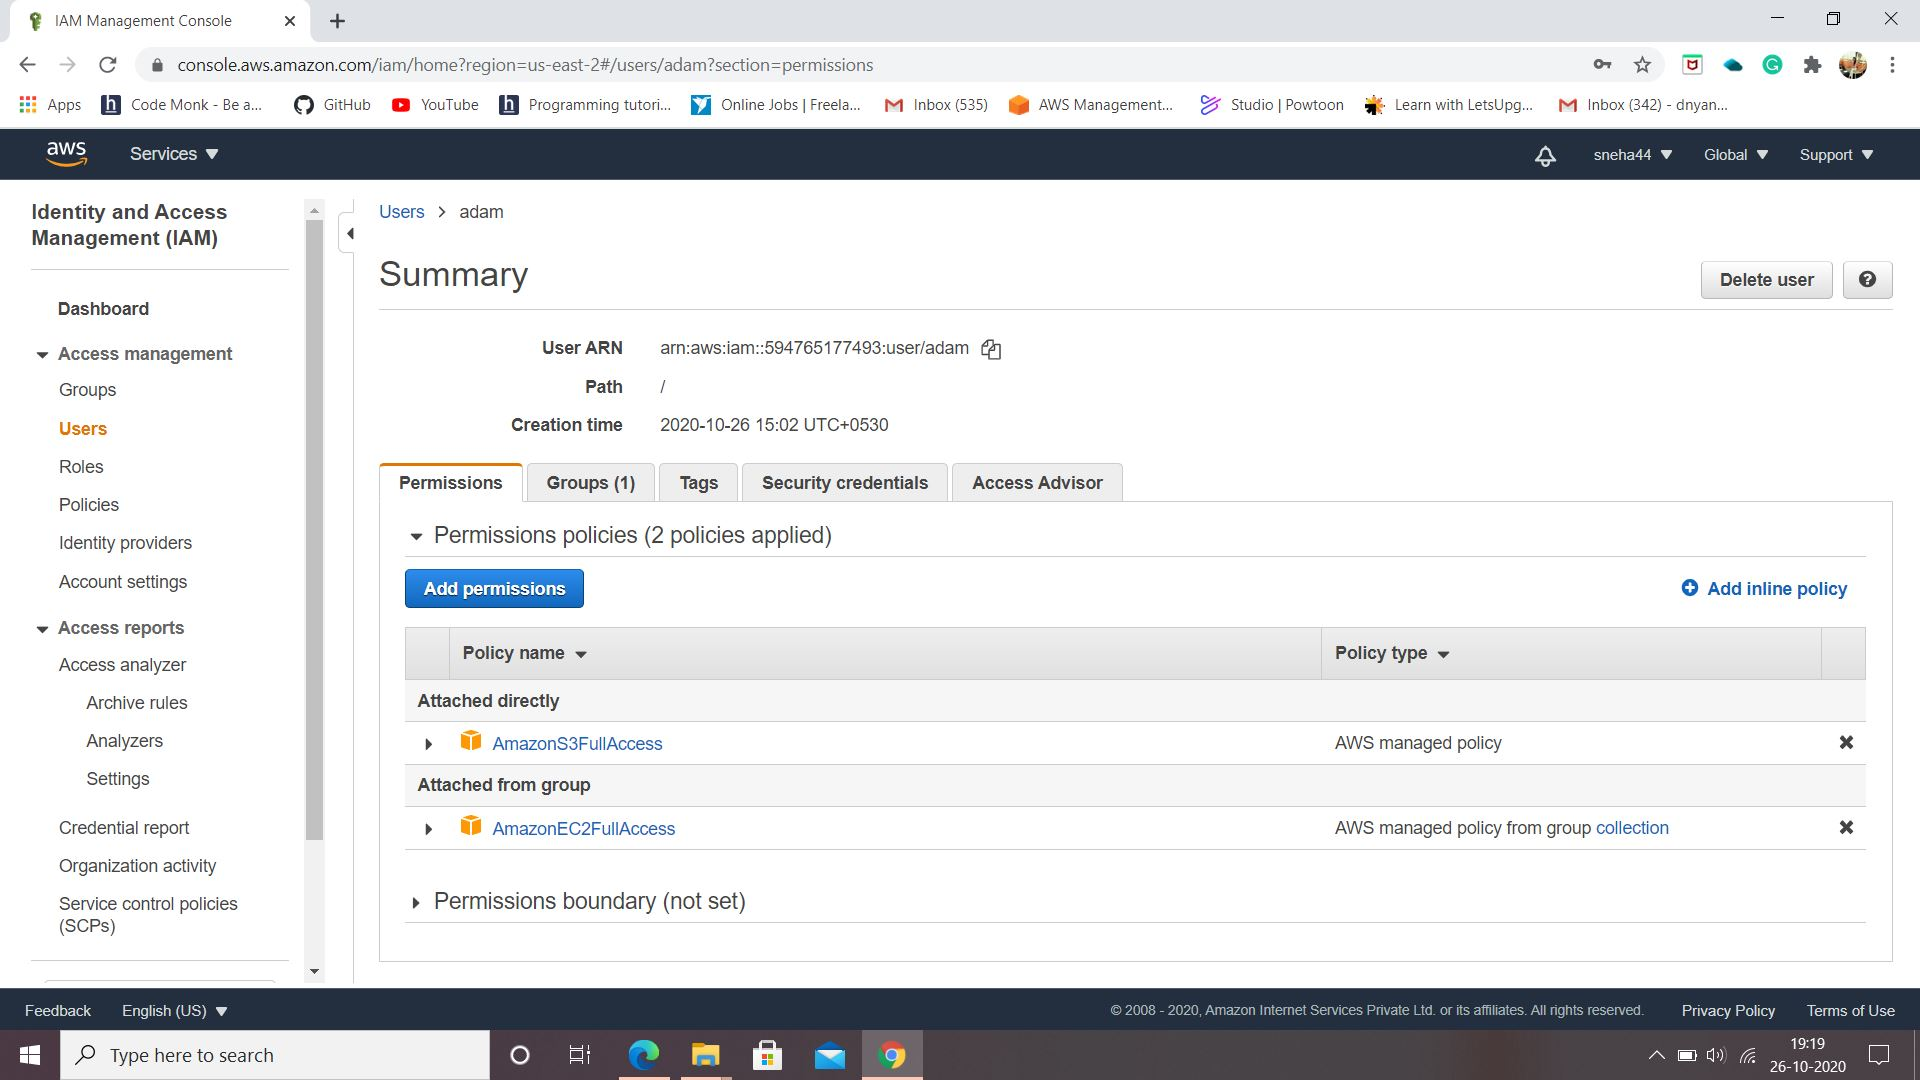 IAM Management Console
console.aws.amazon.com/iam/home?region=us-east-2#/users/adam?section=permissions
Apps
Code Monk - Be a...
GitHub
YouTube
Programming tutori...
Online Jobs | Freela...
Inbox (535)
AWS Management...
Studio | Powtoon
Learn with LetsUpg...
Inbox (342) - dnyan...
aws
Services
sneha44
Global
Support
Identity and Access
Management (IAM)
Dashboard
Access management
Groups
Users
Roles
Policies
Identity providers
Account settings
Access reports
Access analyzer
Archive rules
Analyzers
Settings
Credential report
Organization activity
Service control policies
(SCPs)
Users > adam
Summary
Delete user
?
User ARN arn:aws:iam::594765177493:user/adam
Path /
Creation time 2020-10-26 15:02 UTC+0530
Permissions
Groups (1)
Tags
Security credentials
Access Advisor
Permissions policies (2 policies applied)
Add permissions
Add inline policy
Policy name
Policy type
Attached directly
AmazonS3FullAccess
AWS managed policy
Attached from group
AmazonEC2FullAccess
AWS managed policy from group collection
Permissions boundary (not set)
Feedback
English (US)
© 2008 - 2020, Amazon Internet Services Private Ltd. or its affiliates. All rights reserved.
Privacy Policy
Terms of Use
Type here to search
19:19
26-10-2020